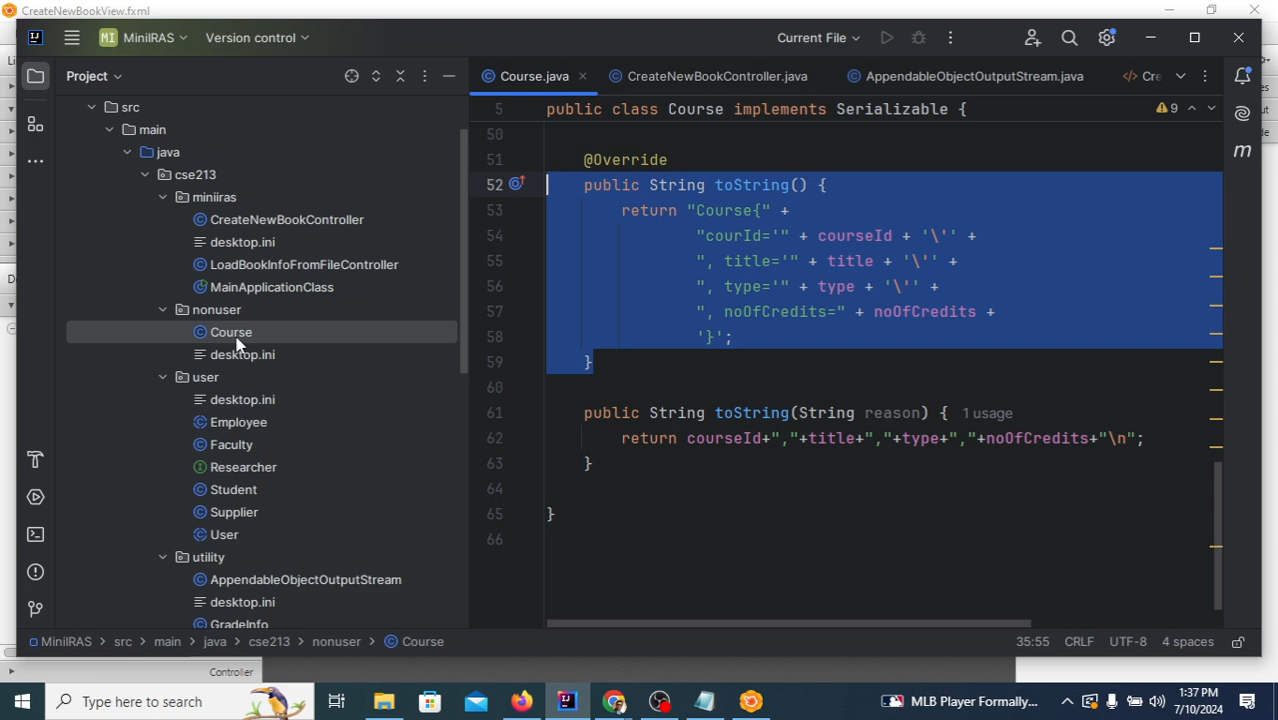 CreateNewBookView.fxml
MI MiniIRAS Version control Current File
Project
Course.java CreateNewBookController.java AppendableObjectOutputStream.java Cre
5 public class Course implements Serializable { 9
src
main
java
cse213
miniiras
CreateNewBookController
desktop.ini
LoadBookInfoFromFileController
MainApplicationClass
nonuser
Course
desktop.ini
user
desktop.ini
Employee
Faculty
Researcher
Student
Supplier
User
utility
AppendableObjectOutputStream
desktop.ini
GradeInfo
50
51 @Override
52 public String toString() {
53 return "Course{" +
54 "courId='" + courseId + '\'' +
55 ", title='" + title + '\'' +
56 ", type='" + type + '\'' +
57 ", noOfCredits=" + noOfCredits +
58 '}';
59 }
60
61 public String toString(String reason) { 1 usage
62 return courseId+","+title+","+type+","+noOfCredits+"\n";
63 }
64
65 }
66
MiniIRAS > src > main > java > cse213 > nonuser > Course 35:55 CRLF UTF-8 4 spaces
Controller
Type here to search MLB Player Formally... 1:37 PM
7/10/2024